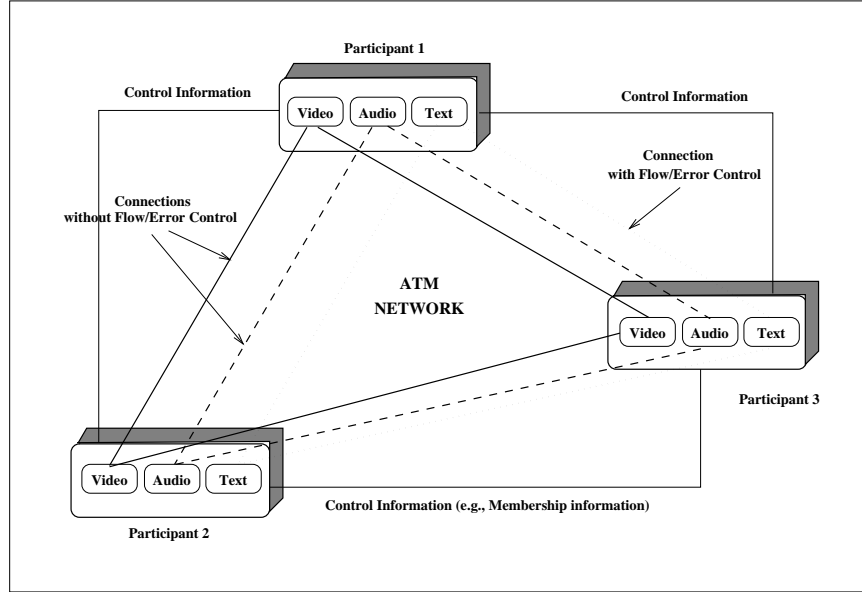 Participant 1
Control Information
Control Information
Video Audio Text
Connection
with Flow/Error Control
Connections
without Flow/Error Control
ATM
NETWORK
Video Audio Text
Participant 3
Video Audio Text
Control Information (e.g., Membership information)
Participant 2